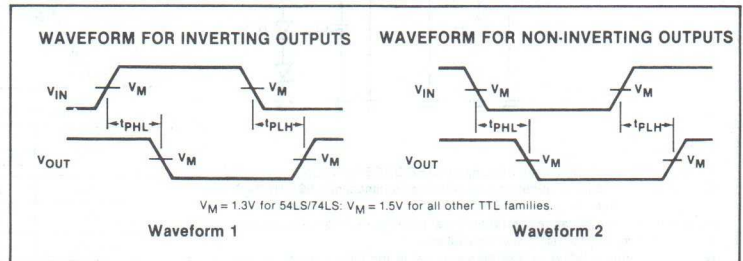 WAVEFORM FOR INVERTING OUTPUTS
VIN
VM
VM
tPHL
tPLH
VOUT
VM
VM
WAVEFORM FOR NON-INVERTING OUTPUTS
VIN
VM
VM
tPHL
tPLH
VOUT
VM
VM
VM = 1.3V for 54LS/74LS: VM = 1.5V for all other TTL families.
Waveform 1
Waveform 2